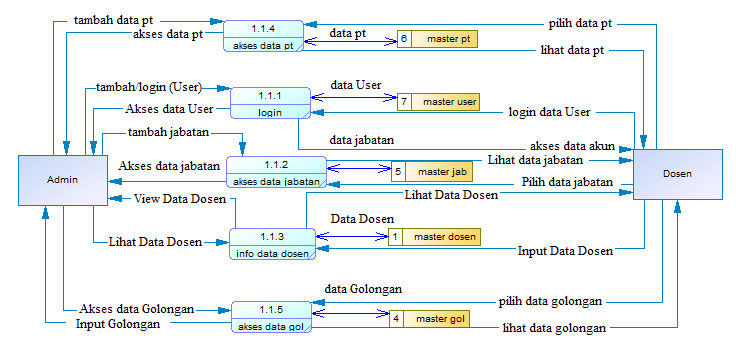 tambah data pt
pilih data pt
akses data pt
1.1.4
data pt
6 master pt
akses data pt
lihat data pt
tambah/login (User)
data User
1.1.1
7 master user
Akses data User
login
login data User
tambah jabatan
data jabatan
akses data akun
1.1.2
Lihat data jabatan
Akses data jabatan
5 master jab
Admin
Dosen
akses data jabatan
Pilih data jabatan
View Data Dosen
Lihat Data Dosen
Data Dosen
1.1.3
1 master dosen
Lihat Data Dosen
info data dosen
Input Data Dosen
data Golongan
Akses data Golongan
1.1.5
pilih data golongan
4 master gol
Input Golongan
akses data gol
lihat data golongan